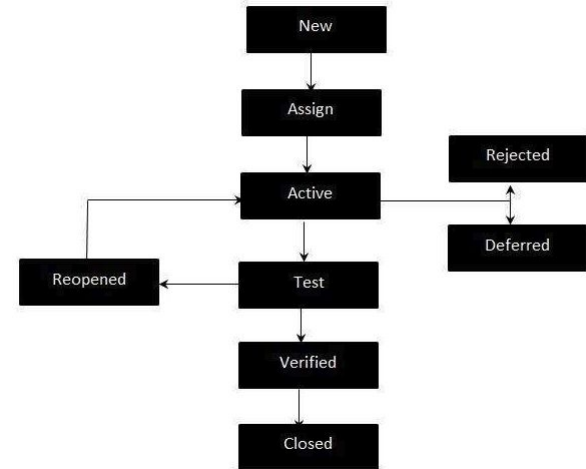 New
Assign
Rejected
Active
Deferred
Reopened
Test
Verified
Closed